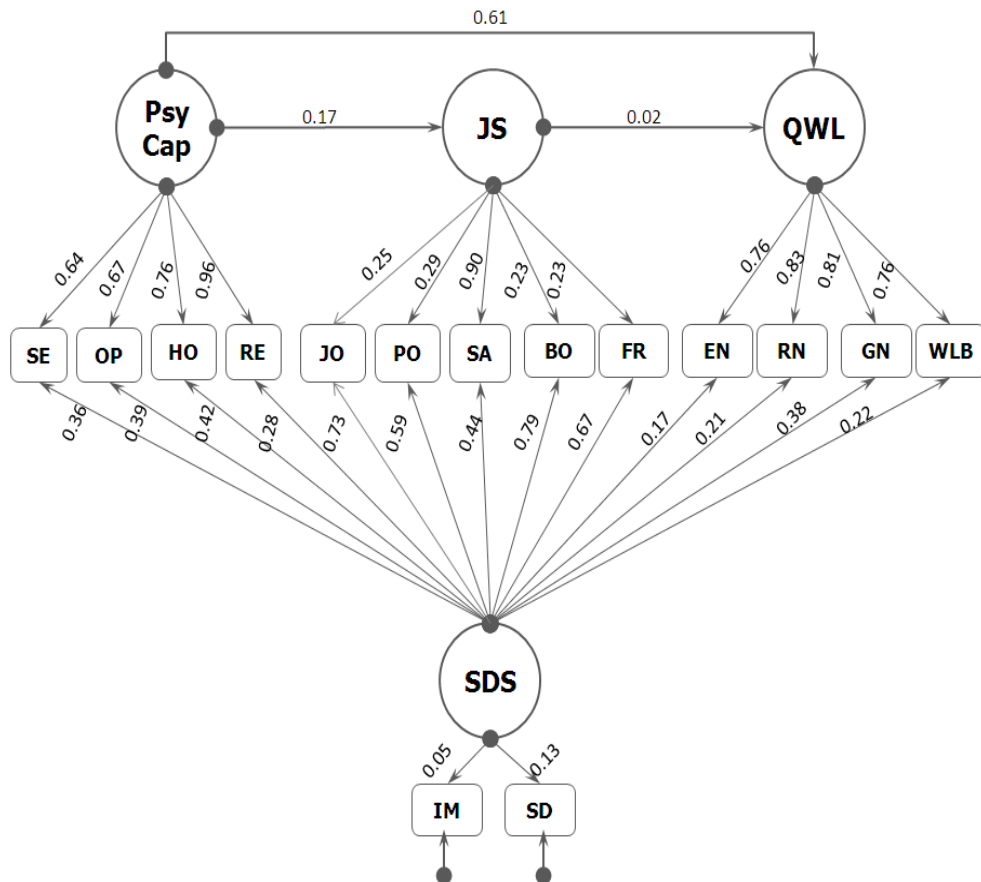 0.61
Psy
Cap
0.17
JS
0.02
QWL
0.64
0.67
0.76
0.96
0.25
0.29
0.90
0.23
0.23
0.76
0.83
0.81
0.76
SE
OP
HO
RE
JO
PO
SA
BO
FR
EN
RN
GN
WLB
0.36
0.39
0.42
0.28
0.73
0.59
0.44
0.79
0.67
0.17
0.21
0.38
0.22
SDS
0.05
0.13
IM
SD